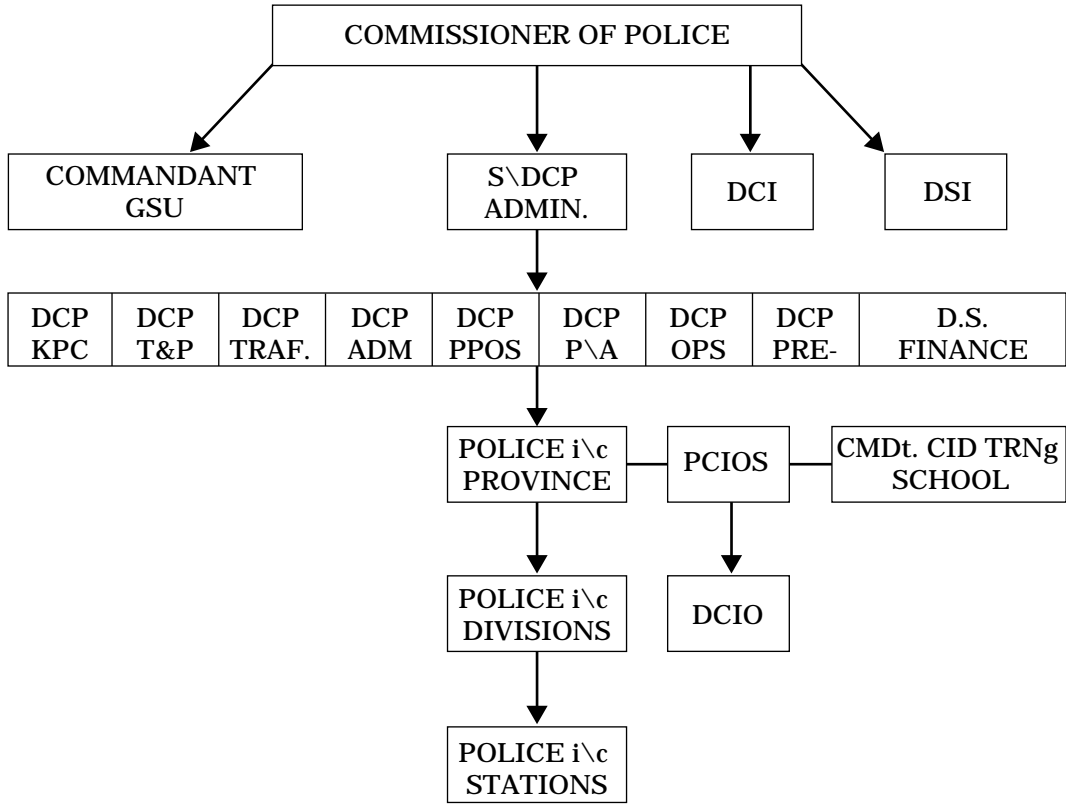 COMMISSIONER OF POLICE
COMMANDANT
GSU
S\DCP
ADMIN.
DCI
DSI
DCP
KPC
DCP
T&P
DCP
TRAF.
DCP
ADM
DCP
PPOS
DCP
P\A
DCP
OPS
DCP
PRE-
D.S.
FINANCE
POLICE i\c
PROVINCE
PCIOS
CMDt. CID TRNg
SCHOOL
POLICE i\c
DIVISIONS
DCIO
POLICE i\c
STATIONS